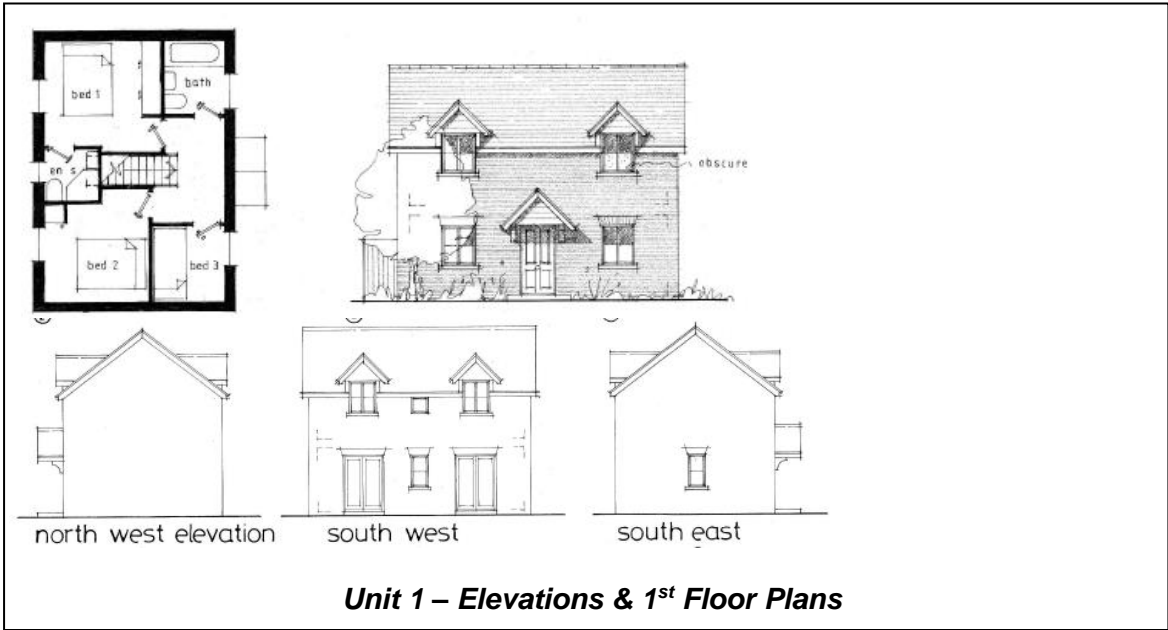 bed 1
bath
en s
bed 2
bed 3
obscure
north west elevation
south west
south east
Unit 1 – Elevations & 1st Floor Plans